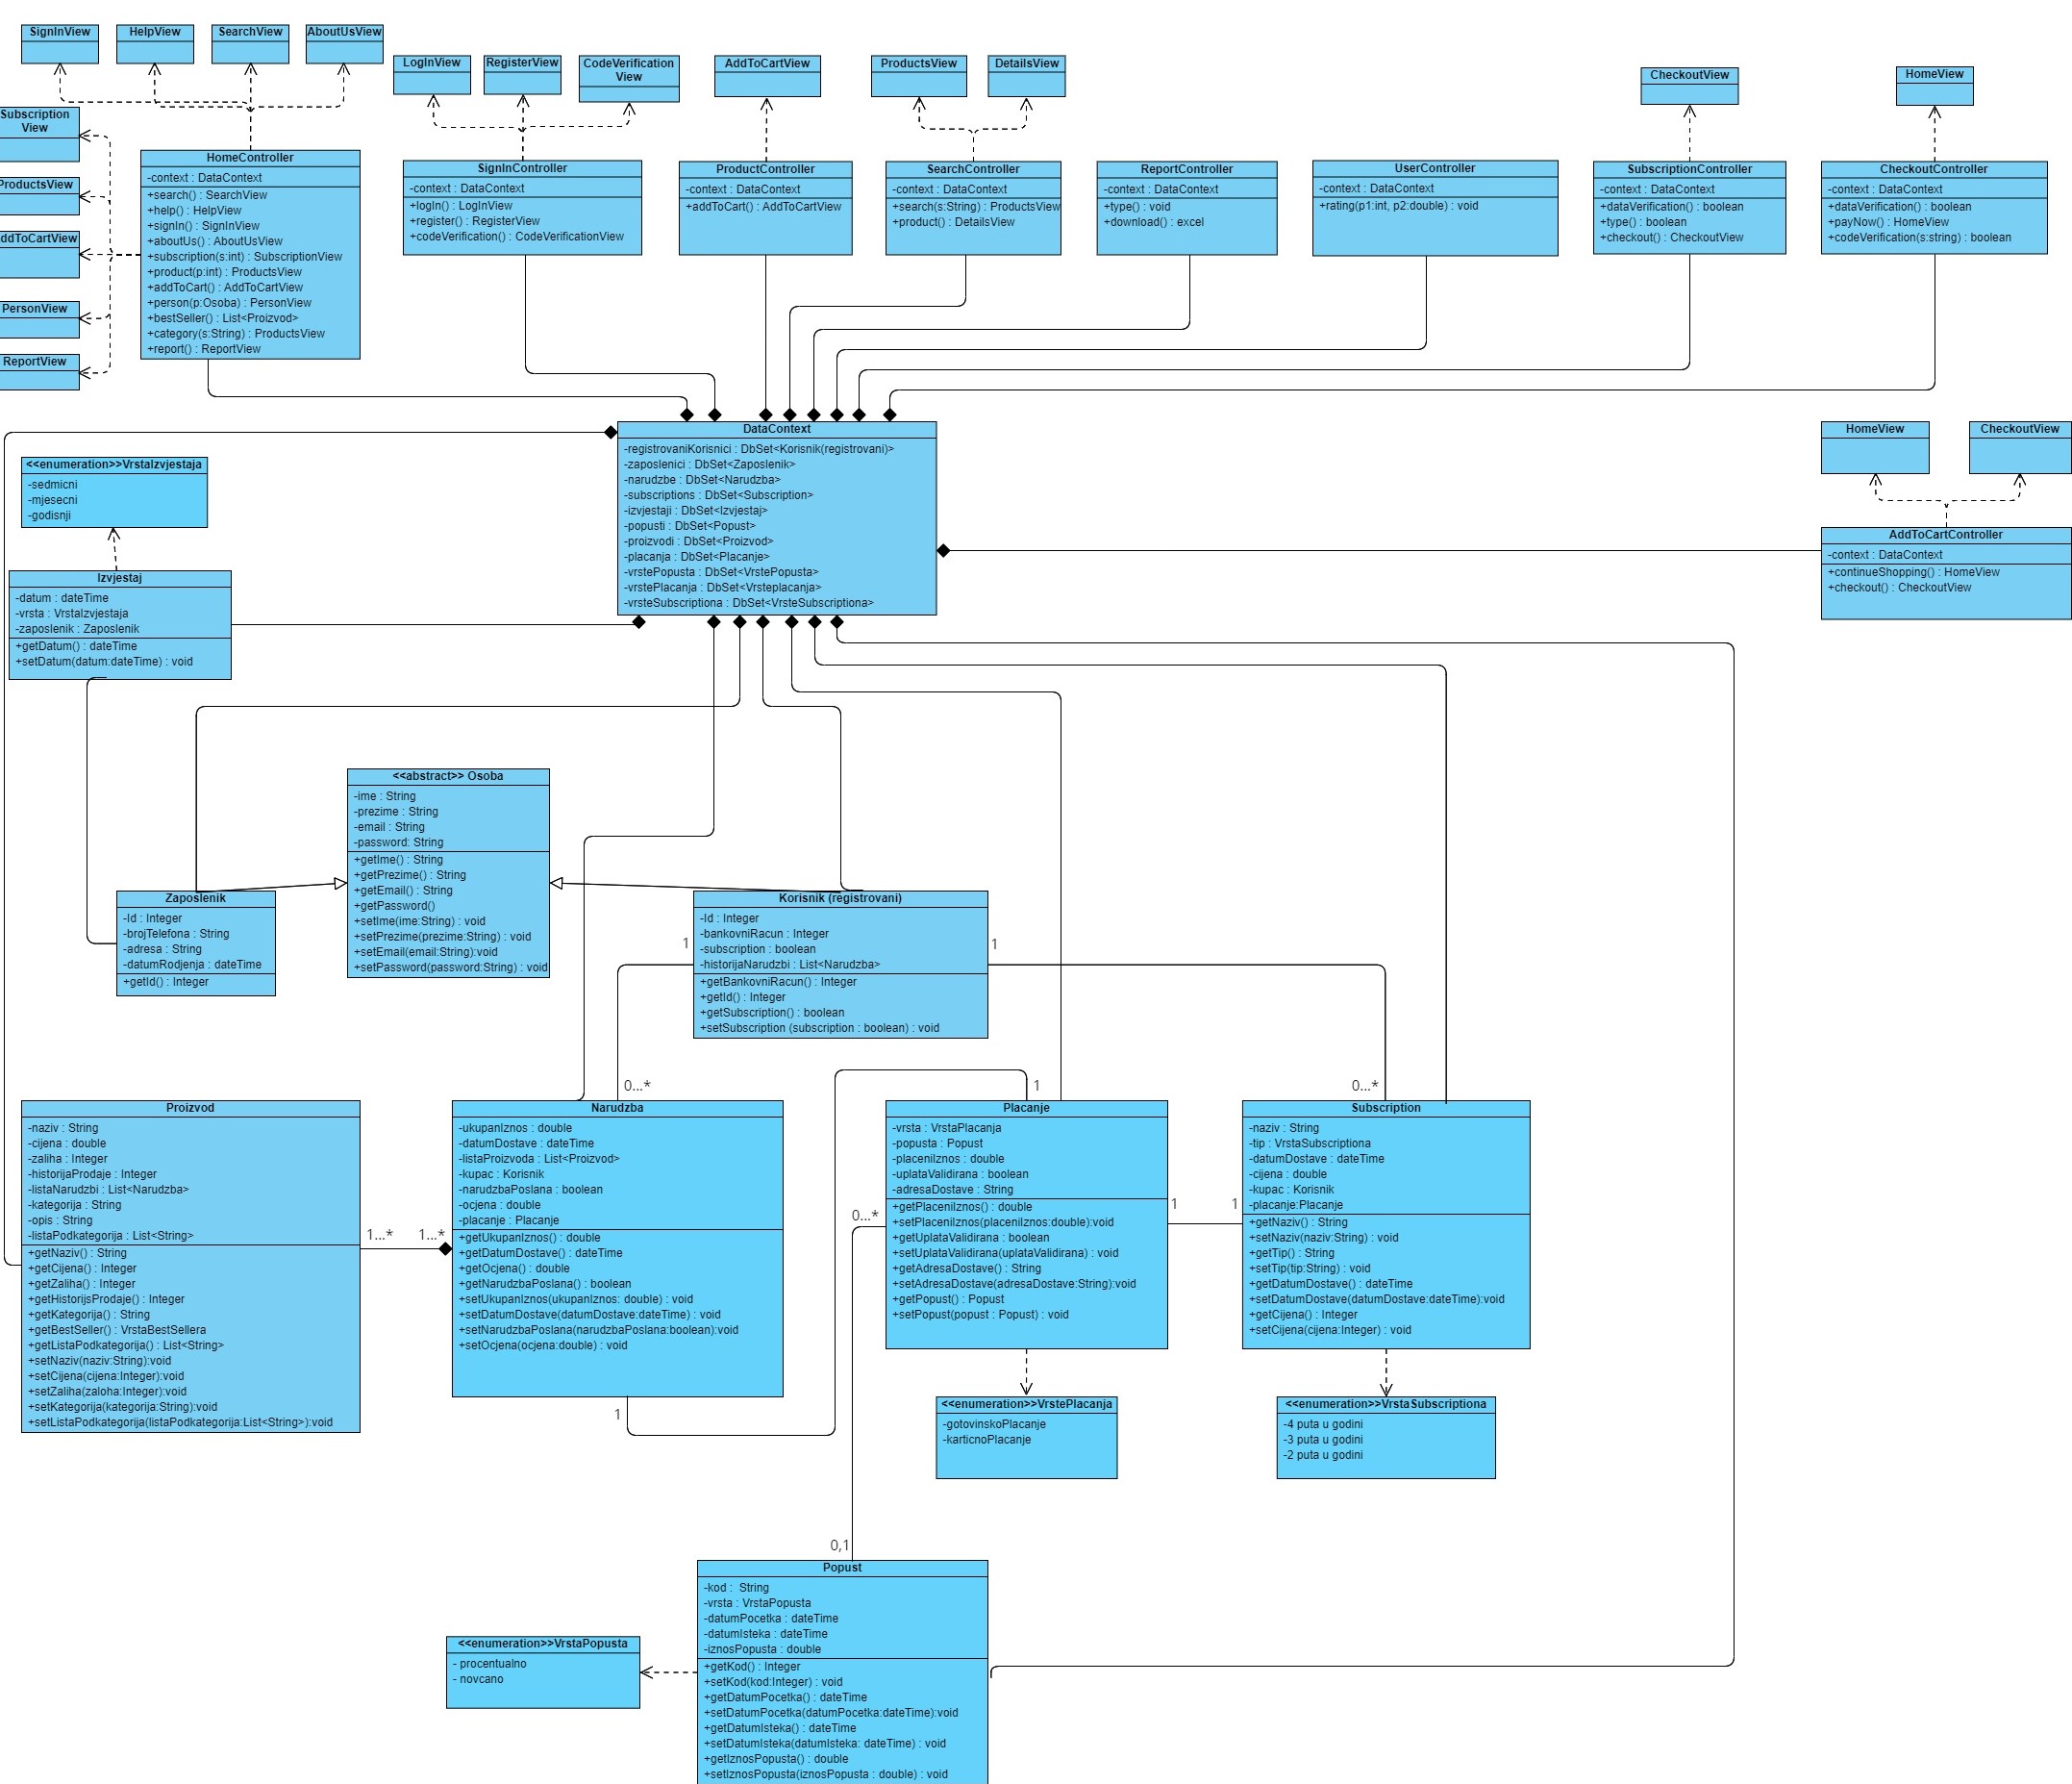 SignInView
HelpView
SearchView
AboutUsView
LogInView
RegisterView
CodeVerification
View
AddToCartView
ProductsView
DetailsView
CheckoutView
HomeView
Subscription
View
ProductsView
ddToCartView
PersonView
ReportView
HomeController
-context : DataContext
+search() : SearchView
+help() : HelpView
+signIn() : SignInView
+aboutUs() : AboutUsView
+subscription(s:int) : SubscriptionView
+product(p:int) : ProductsView
+addToCart() : AddToCartView
+person(p:Osoba) : PersonView
+bestSeller() : List<Proizvod>
+category(s:String) : ProductsView
+report() : ReportView
SignInController
-context : DataContext
+logIn() : LogInView
+register() : RegisterView
+codeVerification() : CodeVerificationView
ProductController
-context : DataContext
+addToCart() : AddToCartView
SearchController
-context : DataContext
+search(s:String) : ProductsView
+product() : DetailsView
ReportController
-context : DataContext
+type() : void
+download() : excel
UserController
-context : DataContext
+rating(p1:int, p2:double) : void
SubscriptionController
-context : DataContext
+dataVerification() : boolean
+type() : boolean
+checkout() : CheckoutView
CheckoutController
-context : DataContext
+dataVerification() : boolean
+payNow() : HomeView
+codeVerification(s:string) : boolean
DataContext
-registrovaniKorisnici : DbSet<Korisnik(registrovani)>
-zaposlenici : DbSet<Zaposlenik>
-narudzbe : DbSet<Narudzba>
-subscriptions : DbSet<Subscription>
-izvjestaji : DbSet<Izvjestaj>
-popusti : DbSet<Popust>
-proizvodi : DbSet<Proizvod>
-placanja : DbSet<Placanje>
-vrstePopusta : DbSet<VrstePopusta>
-vrstePlacanja : DbSet<Vrsteplacanja>
-vrsteSubscriptiona : DbSet<VrsteSubscriptiona>
HomeView
CheckoutView
AddToCartController
-context : DataContext
+continueShopping() : HomeView
+checkout() : CheckoutView
<<enumeration>>VrstaIzvjestaja
-sedmicni
-mjesecni
-godisnji
Izvjestaj
-datum : dateTime
-vrsta : VrstaIzvjestaja
-zaposlenik : Zaposlenik
+getDatum() : dateTime
+setDatum(datum:dateTime) : void
<<abstract>> Osoba
-ime : String
-prezime : String
-email : String
-password: String
+getIme() : String
+getPrezime() : String
+getEmail() : String
+getPassword()
+setIme(ime:String) : void
+setPrezime(prezime:String) : void
+setEmail(email:String):void
+setPassword(password:String) : void
Zaposlenik
-Id : Integer
-brojTelefona : String
-adresa : String
-datumRodjenja : dateTime
+getId() : Integer
Korisnik (registrovani)
-Id : Integer
-bankovniRacun : Integer
-subscription : boolean
-historijaNarudzbi : List<Narudzba>
+getBankovniRacun() : Integer
+getId() : Integer
+getSubscription() : boolean
+setSubscription (subscription : boolean) : void
1
1
0...*
1
0...*
Proizvod
-naziv : String
-cijena : double
-zaliha : Integer
-historijaProdaje : Integer
-listaNarudzbi : List<Narudzba>
-kategorija : String
-opis : String
-listaPodkategorija : List<String>
+getNaziv() : String
+getCijena() : Integer
+getZaliha() : Integer
+getHistorijsProdaje() : Integer
+getKategorija() : String
+getBestSeller() : VrstaBestSellera
+getListaPodkategorija() : List<String>
+setNaziv(naziv:String):void
+setCijena(cijena:Integer):void
+setZaliha(zaloha:Integer):void
+setKategorija(kategorija:String):void
+setListaPodkategorija(listaPodkategorija:List<String>):void
1...*
1...*
Narudzba
-ukupanIznos : double
-datumDostave : dateTime
-listaProizvoda : List<Proizvod>
-kupac : Korisnik
-narudzbaPoslana : boolean
-ocjena : double
-placanje : Placanje
+getUkupanIznos() : double
+getDatumDostave() : dateTime
+getOcjena() : double
+getNarudzbaPoslana() : boolean
+setUkupanIznos(ukupanIznos: double) : void
+setDatumDostave(datumDostave:dateTime) : void
+setNarudzbaPoslana(narudzbaPoslana:boolean):void
+setOcjena(ocjena:double) : void
1
0...*
Placanje
-vrsta : VrstaPlacanja
-popusta : Popust
-placeniIznos : double
-uplataValidirana : boolean
-adresaDostave : String
+getPlaceniIznos() : double
+setPlaceniIznos(placeniIznos:double):void
+getUplataValidirana : boolean
+setUplataValidirana(uplataValidirana) : void
+getAdresaDostave() : String
+setAdresaDostave(adresaDostave:String):void
+getPopust() : Popust
+setPopust(popust : Popust) : void
1
1
Subscription
-naziv : String
-tip : VrstaSubscriptiona
-datumDostave : dateTime
-cijena : double
-kupac : Korisnik
-placanje:Placanje
+getNaziv() : String
+setNaziv(naziv:String) : void
+getTip() : String
+setTip(tip:String) : void
+getDatumDostave() : dateTime
+setDatumDostave(datumDostave:dateTime):void
+getCijena() : Integer
+setCijena(cijena:Integer) : void
<<enumeration>>VrstePlacanja
-gotovinskoPlacanje
-karticnoPlacanje
<<enumeration>>VrstaSubscriptiona
-4 puta u godini
-3 puta u godini
-2 puta u godini
0,1
Popust
-kod : String
-vrsta : VrstaPopusta
-datumPocetka : dateTime
-datumIsteka : dateTime
-iznosPopusta : double
+getKod() : Integer
+setKod(kod:Integer) : void
+getDatumPocetka() : dateTime
+setDatumPocetka(datumPocetka:dateTime):void
+getDatumIsteka() : dateTime
+setDatumIsteka(datumIsteka: dateTime) : void
+getIznosPopusta() : double
+setIznosPopusta(iznosPopusta : double) : void
<<enumeration>>VrstaPopusta
- procentualno
- novcano